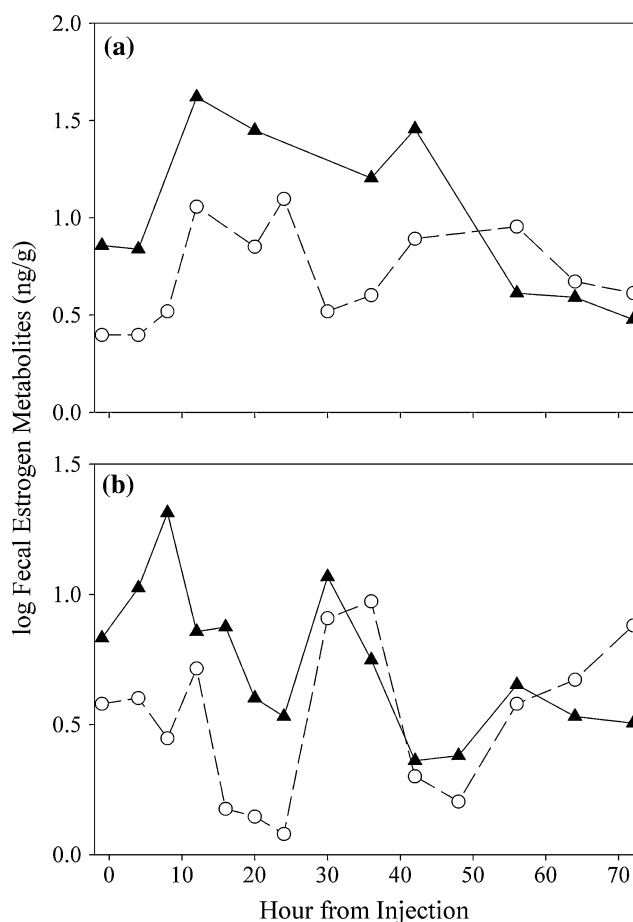 log Fecal Estrogen Metabolites (ng/g)
(a)
2.0
1.5
1.0
0.5
0.0
(b)
1.5
1.0
0.5
0.0
0 10 20 30 40 50 60 70
Hour from Injection